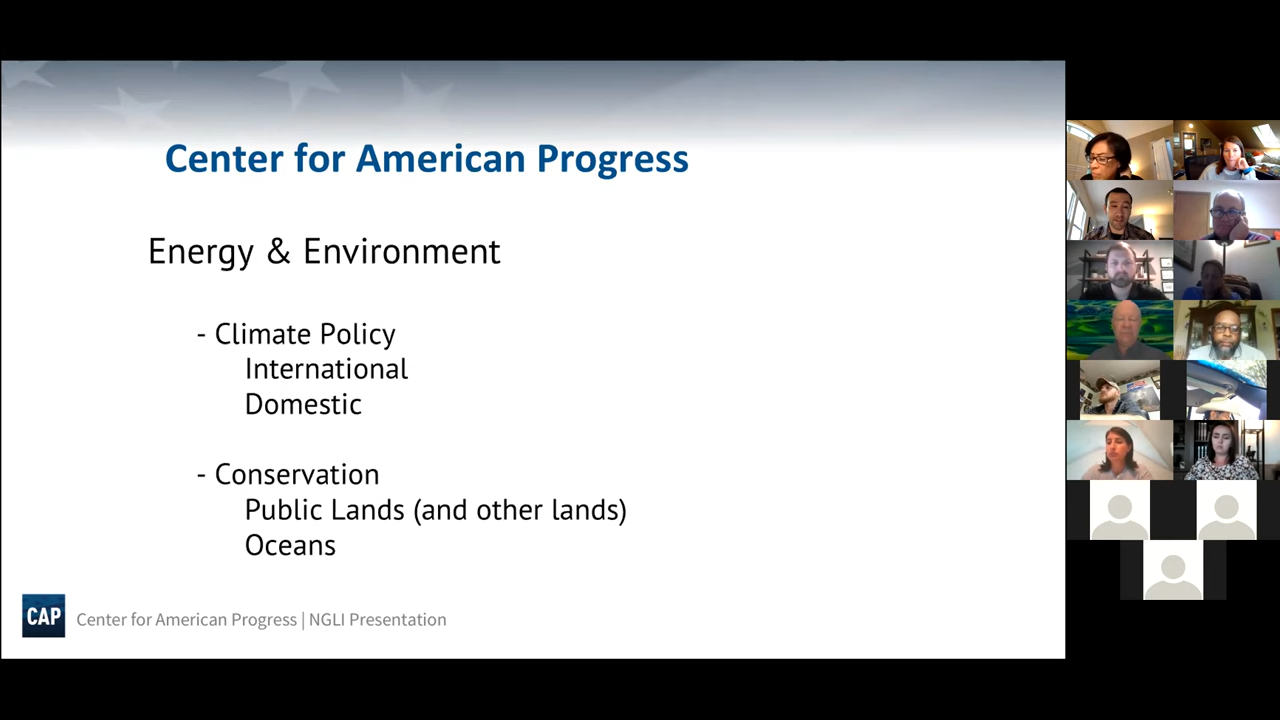 Center for American Progress
Energy & Environment
- Climate Policy
International
Domestic
- Conservation
Public Lands (and other lands)
Oceans
CAP
Center for American Progress | NGLI Presentation